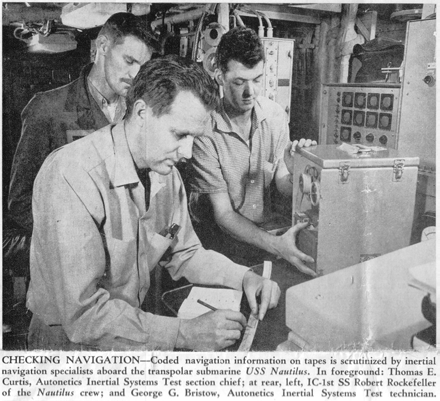 CHECKING NAVIGATION—Coded navigation information on tapes is scrutinized by inertial
navigation specialists aboard the transpolar submarine USS Nautilus. In foreground: Thomas E.
Curtis, Autonetics Inertial Systems Test section chief; at rear, left, IC-1st SS Robert Rockefeller
of the Nautilus crew; and George G. Bristow, Autonetics Inertial Systems Test technician.